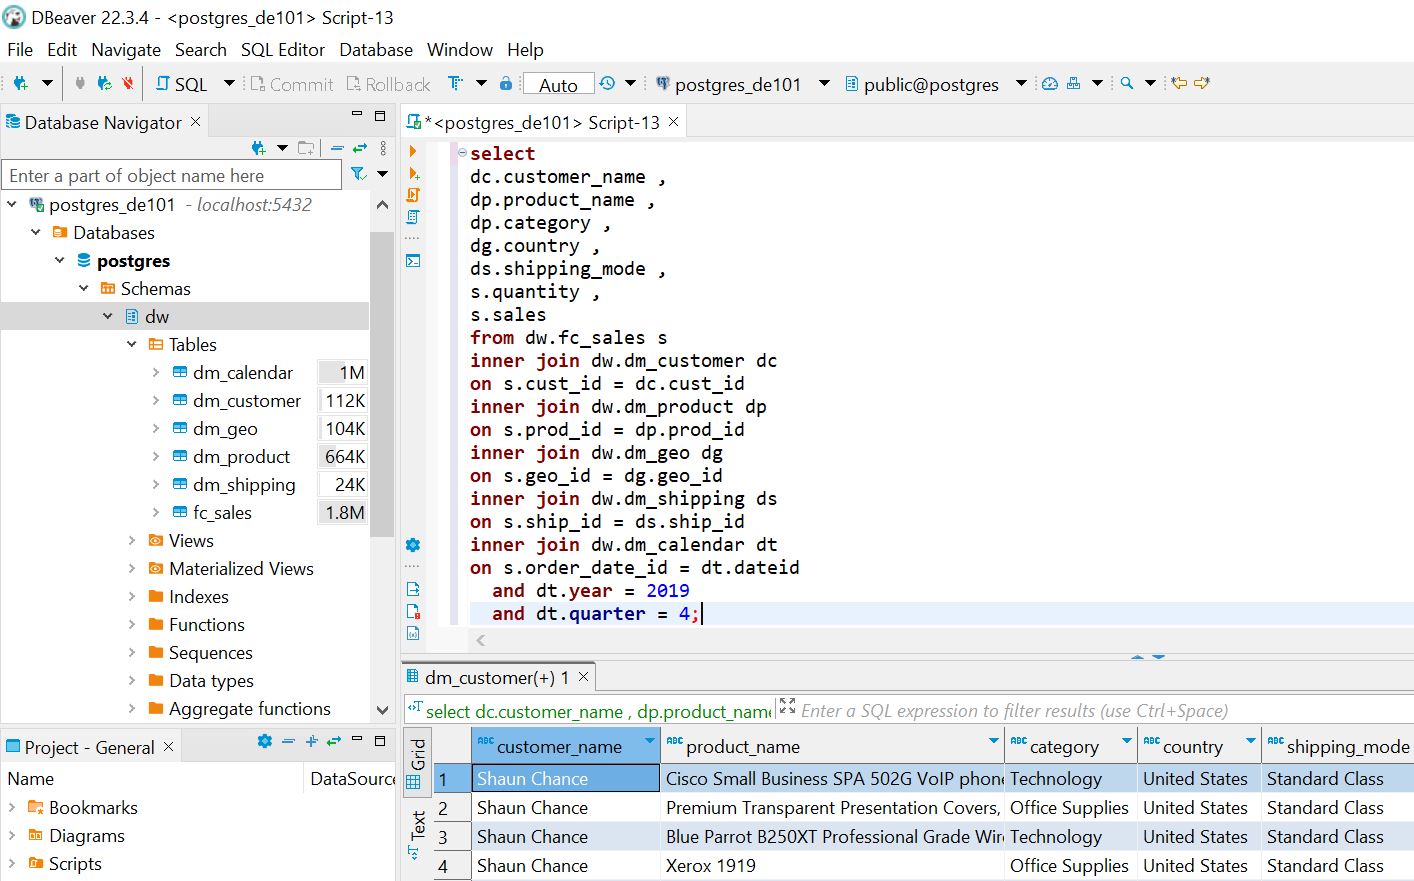 DBeaver 22.3.4 - <postgres_de101> Script-13
File Edit Navigate Search SQL Editor Database Window Help
SQL Commit Rollback Auto postgres_de101 public@postgres
Database Navigator
Enter a part of object name here
postgres_de101 - localhost:5432
Databases
postgres
Schemas
dw
Tables
dm_calendar 1M
dm_customer 112K
dm_geo 104K
dm_product 664K
dm_shipping 24K
fc_sales 1.8M
Views
Materialized Views
Indexes
Functions
Sequences
Data types
Aggregate functions
Project - General
Name DataSource
Bookmarks
Diagrams
Scripts
*<postgres_de101> Script-13
select
dc.customer_name ,
dp.product_name ,
dp.category ,
dg.country ,
ds.shipping_mode ,
s.quantity ,
s.sales
from dw.fc_sales s
inner join dw.dm_customer dc
on s.cust_id = dc.cust_id
inner join dw.dm_product dp
on s.prod_id = dp.prod_id
inner join dw.dm_geo dg
on s.geo_id = dg.geo_id
inner join dw.dm_shipping ds
on s.ship_id = ds.ship_id
inner join dw.dm_calendar dt
on s.order_date_id = dt.dateid
and dt.year = 2019
and dt.quarter = 4;
dm_customer(+) 1
select dc.customer_name , dp.product_name Enter a SQL expression to filter results (use Ctrl+Space)
Grid
Text
ABC customer_name ABC product_name ABC category ABC country ABC shipping_mode
1 Shaun Chance Cisco Small Business SPA 502G VoIP phone Technology United States Standard Class
2 Shaun Chance Premium Transparent Presentation Covers, Office Supplies United States Standard Class
3 Shaun Chance Blue Parrot B250XT Professional Grade Wir Technology United States Standard Class
4 Shaun Chance Xerox 1919 Office Supplies United States Standard Class